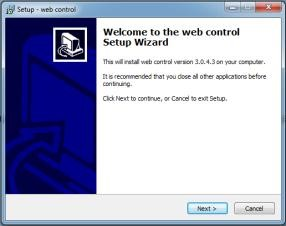 Setup - web control
Welcome to the web control
Setup Wizard
This will install web control version 3.0.4.3 on your computer.
It is recommended that you close all other applications before
continuing.
Click Next to continue, or Cancel to exit Setup.
Next >
Cancel